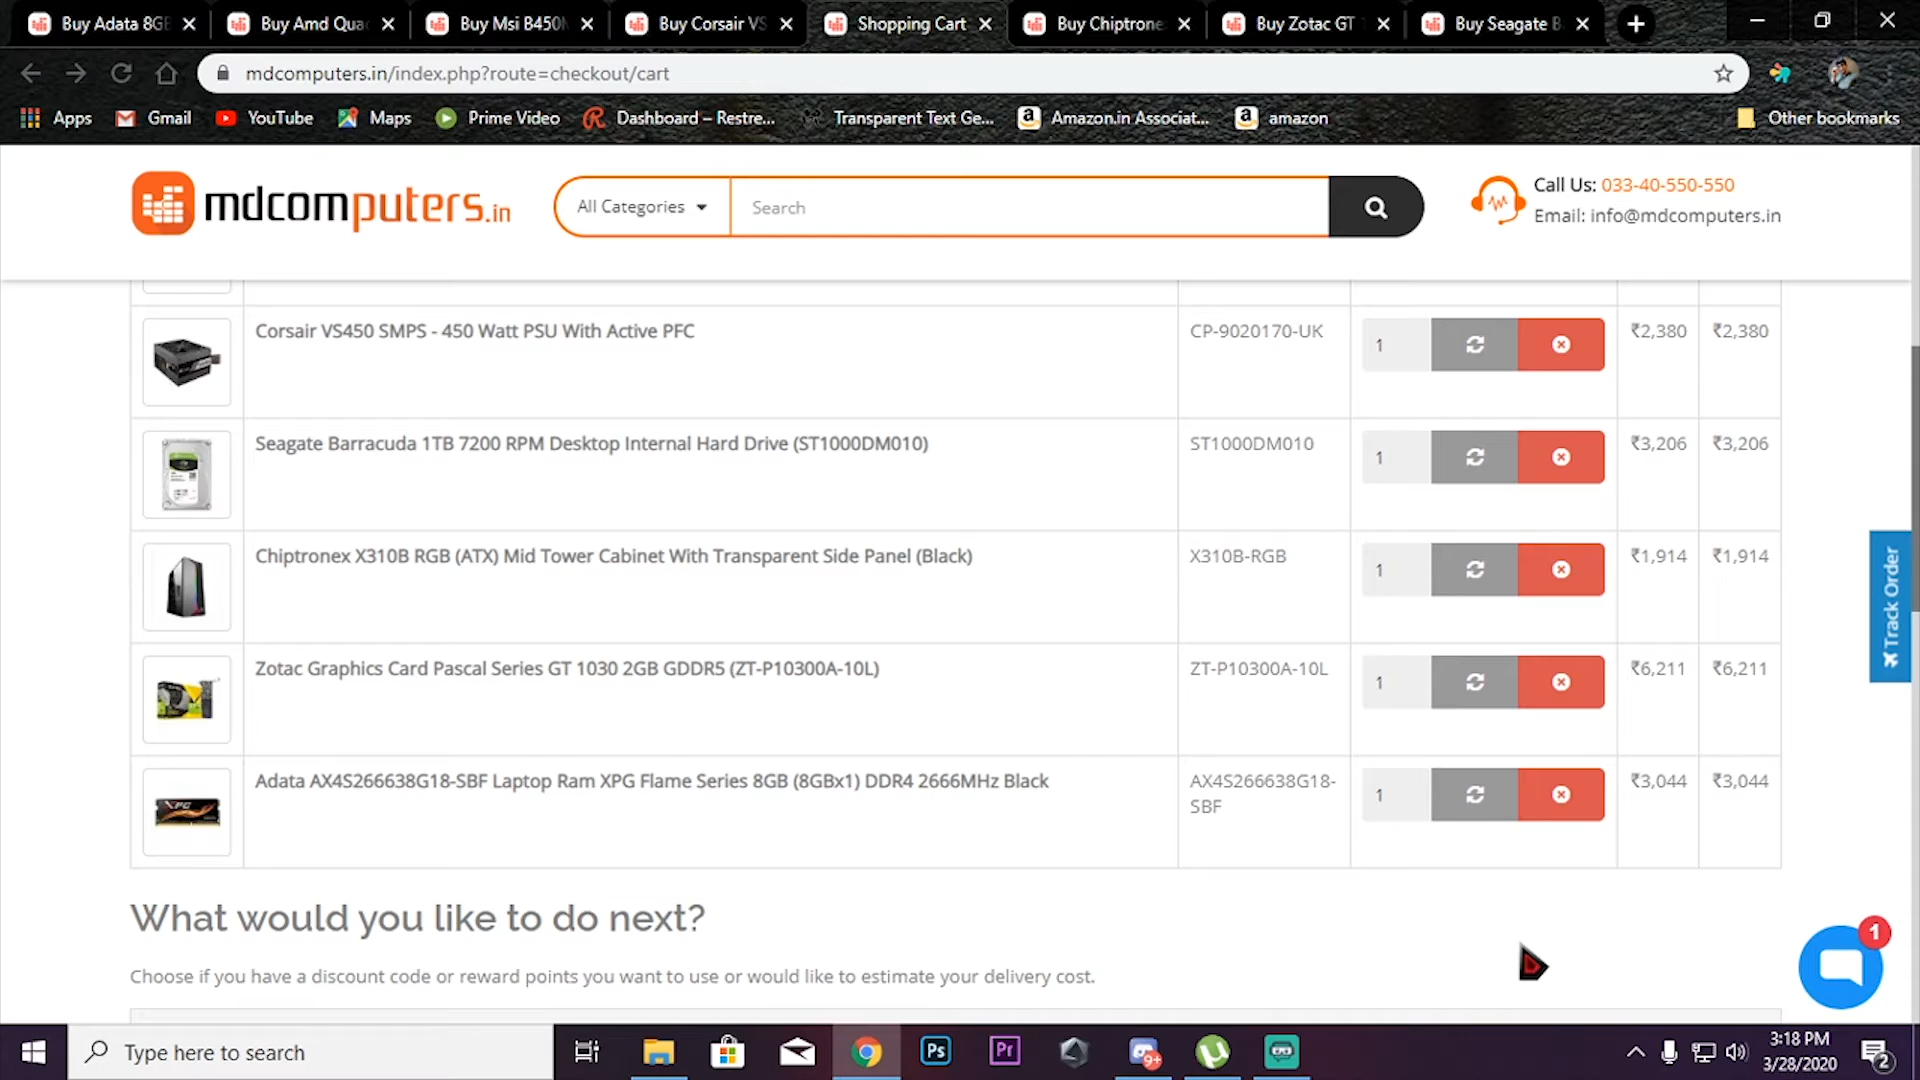 Buy Adata 8GB
Buy Amd Qua
Buy Msi B450
Buy Corsair VS
Shopping Cart
Buy Chiptrone
Buy Zotac GT
Buy Seagate B
mdcomputers.in/index.php?route=checkout/cart
Apps
Gmail
YouTube
Maps
Prime Video
Dashboard – Restre...
Transparent Text Ge...
Amazon.in Associat...
amazon
Other bookmarks
mdcomputers.in
All Categories
Search
Call Us: 033-40-550-550
Email: info@mdcomputers.in
Corsair VS450 SMPS - 450 Watt PSU With Active PFC
CP-9020170-UK
1
₹2,380
₹2,380
Seagate Barracuda 1TB 7200 RPM Desktop Internal Hard Drive (ST1000DM010)
ST1000DM010
1
₹3,206
₹3,206
Chiptronex X310B RGB (ATX) Mid Tower Cabinet With Transparent Side Panel (Black)
X310B-RGB
1
₹1,914
₹1,914
Track Order
Zotac Graphics Card Pascal Series GT 1030 2GB GDDR5 (ZT-P10300A-10L)
ZT-P10300A-10L
1
₹6,211
₹6,211
Adata AX4S266638G18-SBF Laptop Ram XPG Flame Series 8GB (8GBx1) DDR4 2666MHz Black
AX4S266638G18-
SBF
1
₹3,044
₹3,044
What would you like to do next?
Choose if you have a discount code or reward points you want to use or would like to estimate your delivery cost.
1
Type here to search
Ps
Pr
9+
3:18 PM
3/28/2020
2